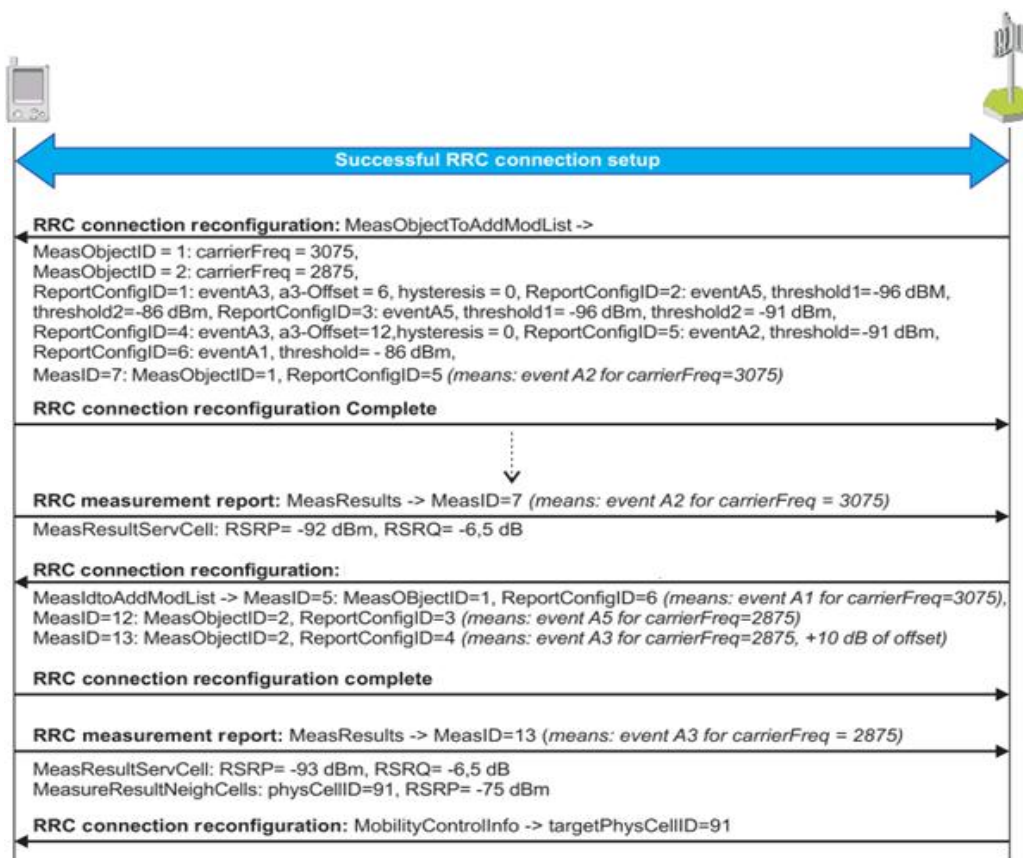 Successful RRC connection setup
RRC connection reconfiguration: MeasObjectToAddModList ->
MeasObjectID = 1: carrierFreq = 3075,
MeasObjectID = 2: carrierFreq = 2875,
ReportConfigID=1: eventA3, a3-Offset = 6, hysteresis = 0, ReportConfigID=2: eventA5, threshold1=-96 dBM,
threshold2=-86 dBm, ReportConfigID=3: eventA5, threshold1= -96 dBm, threshold2= -91 dBm,
ReportConfigID=4: eventA3, a3-Offset=12,hysteresis = 0, ReportConfigID=5: eventA2, threshold=-91 dBm,
ReportConfigID=6: eventA1, threshold= - 86 dBm,
MeasID=7: MeasObjectID=1, ReportConfigID=5 (means: event A2 for carrierFreq=3075)
RRC connection reconfiguration Complete
RRC measurement report: MeasResults -> MeasID=7 (means: event A2 for carrierFreq = 3075)
MeasResultServCell: RSRP= -92 dBm, RSRQ= -6,5 dB
RRC connection reconfiguration:
MeasIdtoAddModList -> MeasID=5: MeasOBjectID=1, ReportConfigID=6 (means: event A1 for carrierFreq=3075),
MeasID=12: MeasObjectID=2, ReportConfigID=3 (means: event A5 for carrierFreq=2875)
MeasID=13: MeasObjectID=2, ReportConfigID=4 (means: event A3 for carrierFreq=2875, +10 dB of offset)
RRC connection reconfiguration complete
RRC measurement report: MeasResults -> MeasID=13 (means: event A3 for carrierFreq = 2875)
MeasResultServCell: RSRP= -93 dBm, RSRQ= -6,5 dB
MeasureResultNeighCells: physCellID=91, RSRP= -75 dBm
RRC connection reconfiguration: MobilityControlInfo -> targetPhysCellID=91